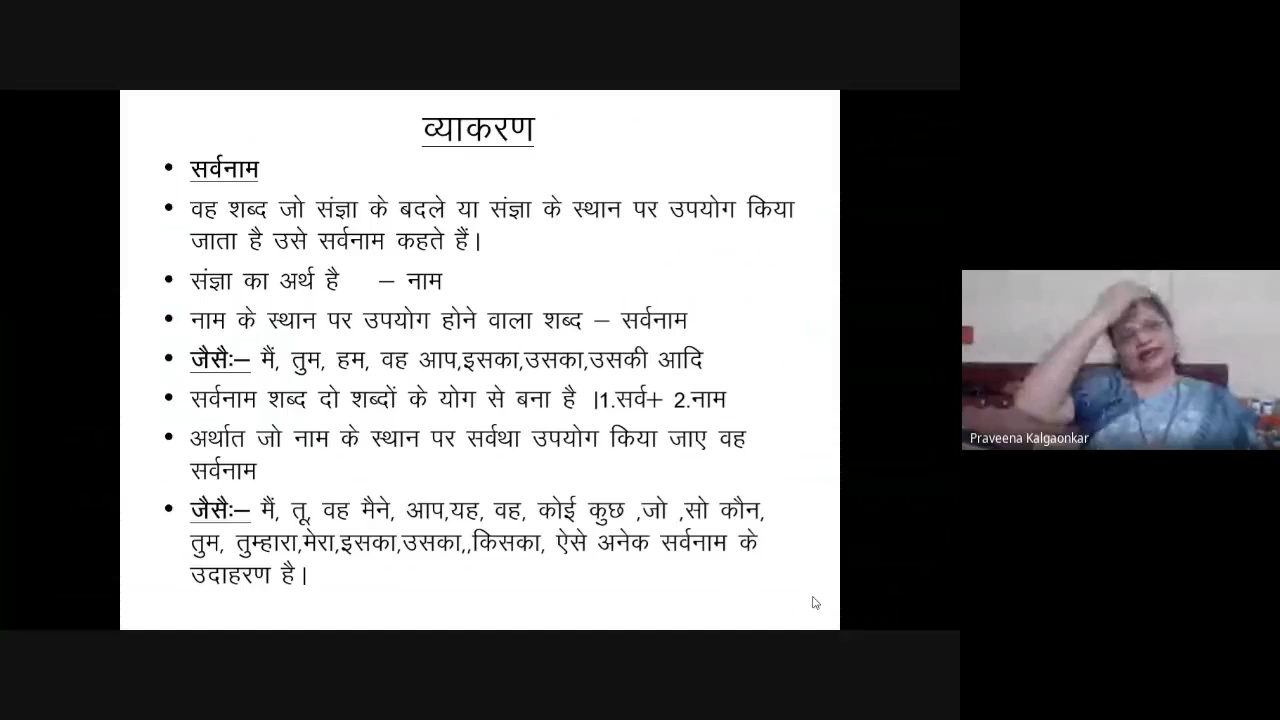 व्याकरण
• सर्वनाम
• वह शब्द जो संज्ञा के बदले या संज्ञा के स्थान पर उपयोग किया
जाता है उसे सर्वनाम कहते हैं।
• संज्ञा का अर्थ है – नाम
• नाम के स्थान पर उपयोग होने वाला शब्द – सर्वनाम
• जैसैः– मैं, तुम, हम, वह आप,इसका,उसका,उसकी आदि
• सर्वनाम शब्द दो शब्दों के योग से बना है |1.सर्व+ 2.नाम
• अर्थात जो नाम के स्थान पर सर्वथा उपयोग किया जाए वह
सर्वनाम
• जैसैः– मैं, तू, वह मैने, आप,यह, वह, कोई कुछ ,जो ,सो कौन,
तुम, तुम्हारा,मेरा,इसका,उसका,,किसका, ऐसे अनेक सर्वनाम के
उदाहरण है।
Praveena Kalgaonkar